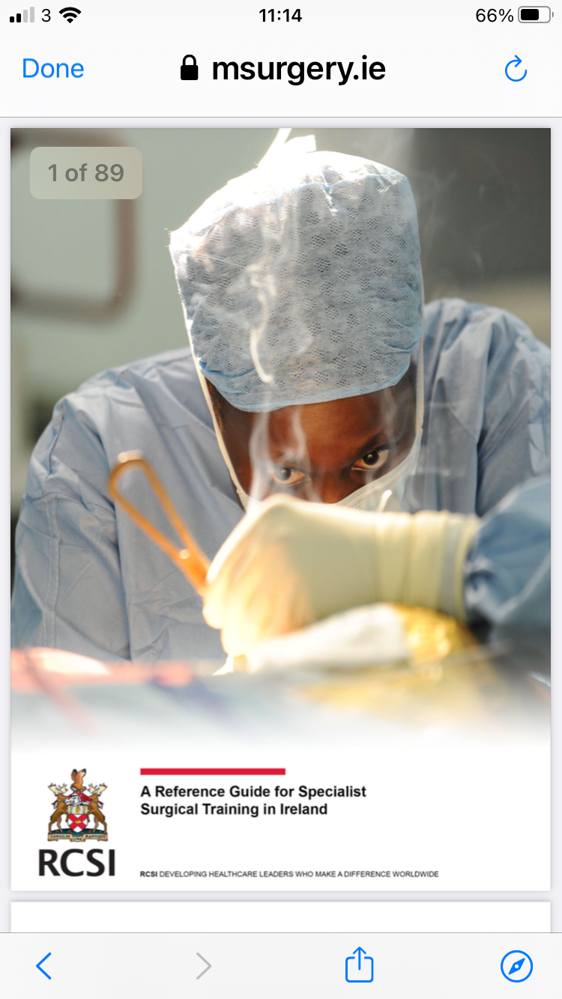 3 11:14 66%
Done msurgery.ie
1 of 89
A Reference Guide for Specialist
Surgical Training in Ireland
RCSI
RCSI DEVELOPING HEALTHCARE LEADERS WHO MAKE A DIFFERENCE WORLDWIDE